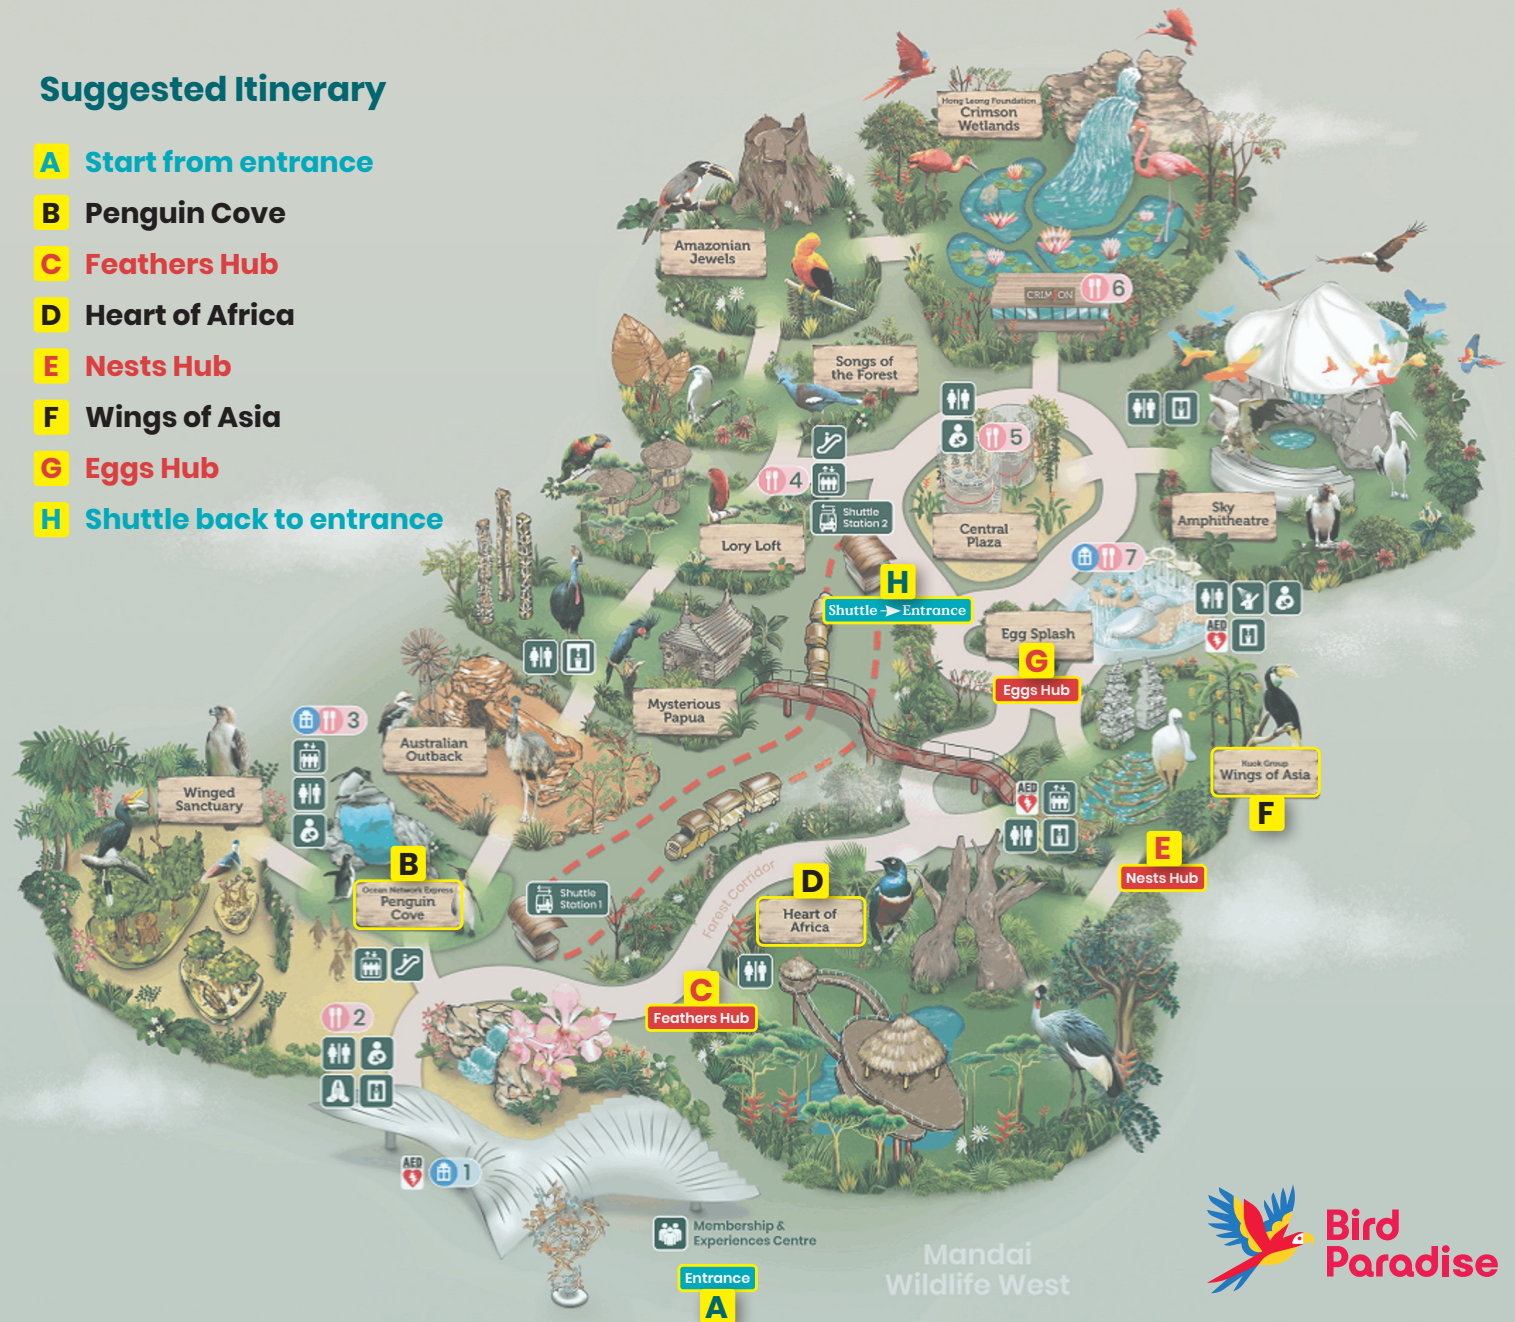 Suggested Itinerary
A Start from entrance
B Penguin Cove
C Feathers Hub
D Heart of Africa
E Nests Hub
F Wings of Asia
G Eggs Hub
H Shuttle back to entrance
Hong Leong Foundation
Crimson
Wetlands
Amazonian
Jewels
CRIMSON
6
Songs of
the Forest
5
4
Shuttle
Station 2
Lory Loft
Central
Plaza
Sky
Amphitheatre
7
H
Shuttle Entrance
Egg Splash
AED
G
Eggs Hub
Mysterious
Papua
3
Australian
Outback
Kuok Group
Wings of Asia
F
Winged
Sanctuary
AED
E
Nests Hub
B
Ocean Network Express
Penguin
Cove
Shuttle
Station 1
Forest Corridor
D
Heart of
Africa
C
Feathers Hub
2
AED
1
Membership &
Experiences Centre
Entrance
A
Mandai
Wildlife West
Bird
Paradise